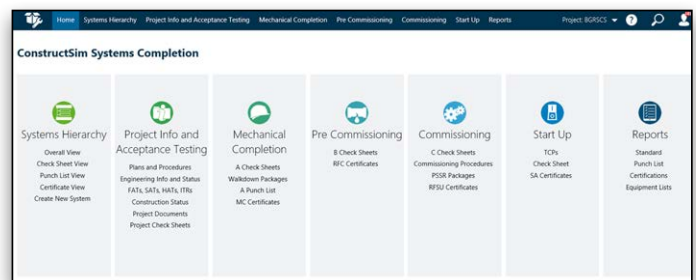 Home Systems Hierarchy Project Info and Acceptance Testing Mechanical Completion Pre Commissioning Commissioning Start Up Reports Project: BGRSCS ?
ConstructSim Systems Completion
Systems Hierarchy
Overall View
Check Sheet View
Punch List View
Certificate View
Create New System
Project Info and
Acceptance Testing
Plans and Procedures
Engineering Info and Status
FATs, SATs, HATs, ITRs
Construction Status
Project Documents
Project Check Sheets
Mechanical
Completion
A Check Sheets
Walkdown Packages
A Punch List
MC Certificates
Pre Commissioning
B Check Sheets
RFC Certificates
Commissioning
C Check Sheets
Commissioning Procedures
PSSR Packages
RFSU Certificates
Start Up
TCPs
Check Sheet
SA Certificates
Reports
Standard
Punch List
Certifications
Equipment Lists